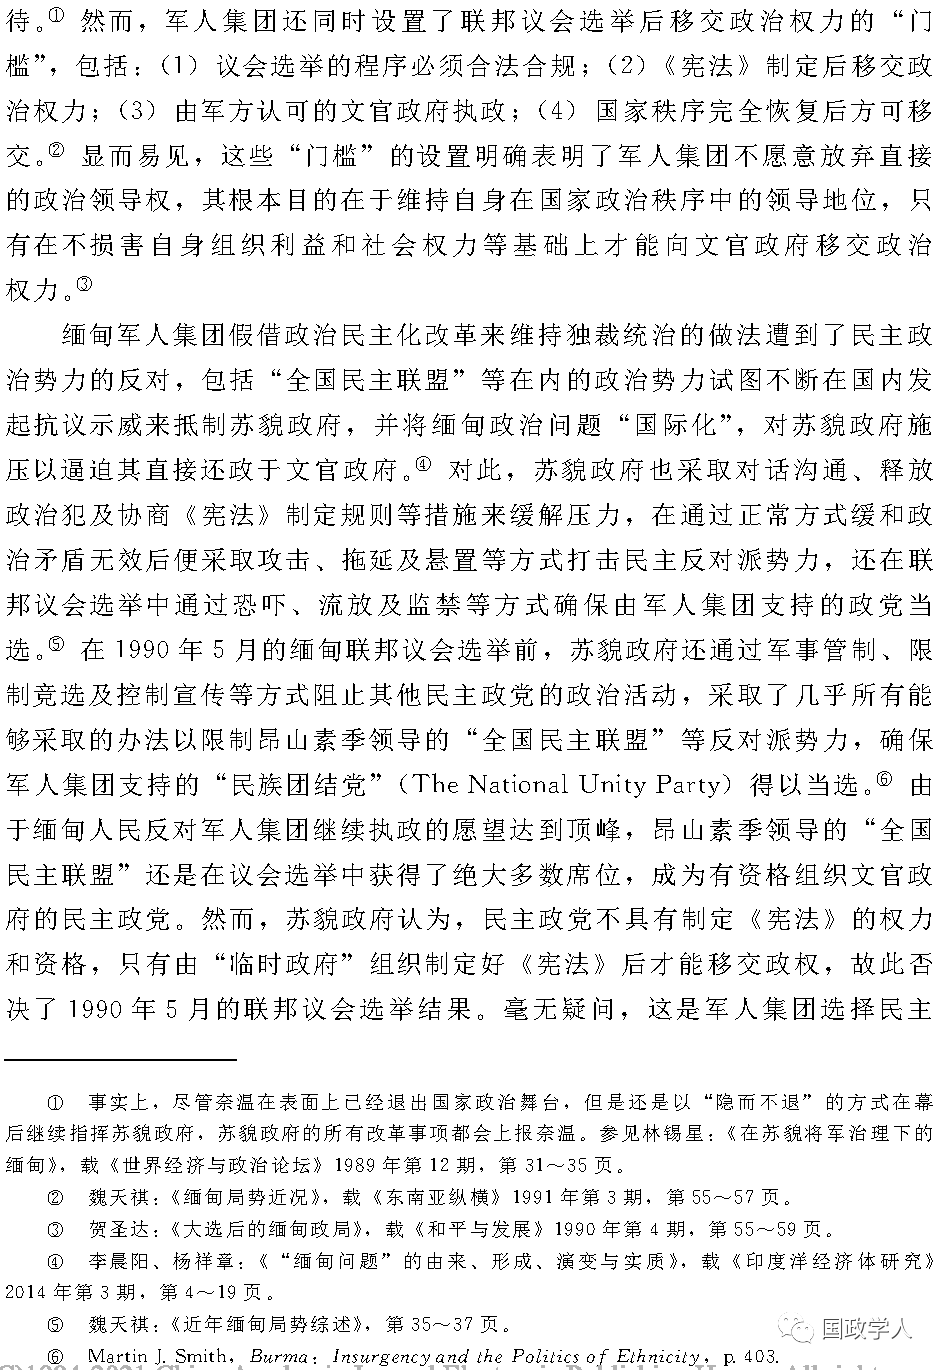 待。① 然而，军人集团还同时设置了联邦议会选举后移交政治权力的“门
槛”，包括：（1）议会选举的程序必须合法合规；（2）《宪法》制定后移交政
治权力；（3）由军方认可的文官政府执政；（4）国家秩序完全恢复后方可移
交。② 显而易见，这些“门槛”的设置明确表明了军人集团不愿意放弃直接
的政治领导权，其根本目的在于维持自身在国家政治秩序中的领导地位，只
有在不损害自身组织利益和社会权力等基础上才能向文官政府移交政治
权力。③
缅甸军人集团假借政治民主化改革来维持独裁统治的做法遭到了民主政
治势力的反对，包括“全国民主联盟”等在内的政治势力试图不断在国内发
起抗议示威来抵制苏貌政府，并将缅甸政治问题“国际化”，对苏貌政府施
压以逼迫其直接还政于文官政府。④ 对此，苏貌政府也采取对话沟通、释放
政治犯及协商《宪法》制定规则等措施来缓解压力，在通过正常方式缓和政
治矛盾无效后便采取攻击、拖延及悬置等方式打击民主反对派势力，还在联
邦议会选举中通过恐吓、流放及监禁等方式确保由军人集团支持的政党当
选。⑤ 在 1990 年 5 月的缅甸联邦议会选举前，苏貌政府还通过军事管制、限
制竞选及控制宣传等方式阻止其他民主政党的政治活动，采取了几乎所有能
够采取的办法以限制昂山素季领导的“全国民主联盟”等反对派势力，确保
军人集团支持的“民族团结党”（The National Unity Party）得以当选。⑥ 由
于缅甸人民反对军人集团继续执政的愿望达到顶峰，昂山素季领导的“全国
民主联盟”还是在议会选举中获得了绝大多数席位，成为有资格组织文官政
府的民主政党。然而，苏貌政府认为，民主政党不具有制定《宪法》的权力
和资格，只有由“临时政府”组织制定好《宪法》后才能移交政权，故此否
决了 1990 年 5 月的联邦议会选举结果。毫无疑问，这是军人集团选择民主
① 事实上，尽管奈温在表面上已经退出国家政治舞台，但是还是以“隐而不退”的方式在幕
后继续指挥苏貌政府，苏貌政府的所有改革事项都会上报奈温。参见林锡星：《在苏貌将军治理下的
缅甸》，载《世界经济与政治论坛》1989 年第 12 期，第 31～35 页。
② 魏天祺：《缅甸局势近况》，载《东南亚纵横》1991 年第 3 期，第 55～57 页。
③ 贺圣达：《大选后的缅甸政局》，载《和平与发展》1990 年第 4 期，第 55～59 页。
④ 李晨阳、杨祥章：《“缅甸问题”的由来、形成、演变与实质》，载《印度洋经济体研究》
2014 年第 3 期，第 4～19 页。
⑤ 魏天祺：《近年缅甸局势综述》，第 35～37 页。
国政学人
⑥ Martin J. Smith, Burma: Insurgency and the Politics of Ethnicity, p. 403.